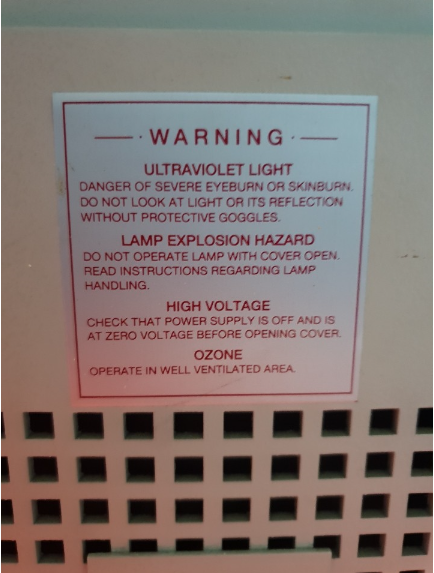 WARNING
ULTRAVIOLET LIGHT
DANGER OF SEVERE EYEBURN OR SKINBURN.
DO NOT LOOK AT LIGHT OR ITS REFLECTION
WITHOUT PROTECTIVE GOGGLES.
LAMP EXPLOSION HAZARD
DO NOT OPERATE LAMP WITH COVER OPEN.
READ INSTRUCTIONS REGARDING LAMP
HANDLING.
HIGH VOLTAGE
CHECK THAT POWER SUPPLY IS OFF AND IS
AT ZERO VOLTAGE BEFORE OPENING COVER.
OZONE
OPERATE IN WELL VENTILATED AREA.